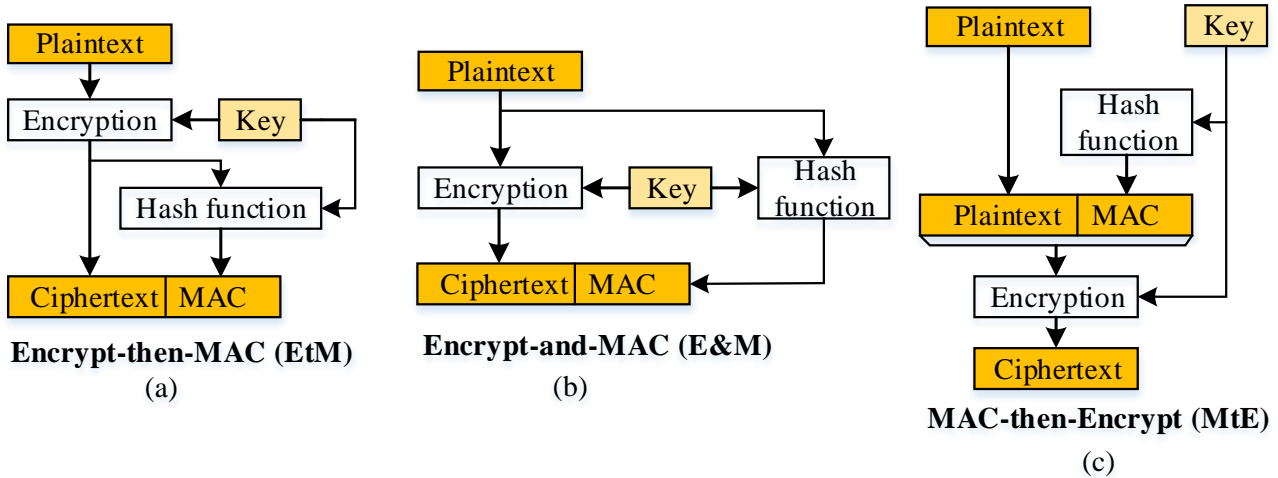 Plaintext
Encryption
Key
Hash function
Ciphertext
MAC
Encrypt-then-MAC (EtM)
(a)
Plaintext
Encryption
Key
Hash
function
Ciphertext
MAC
Encrypt-and-MAC (E&M)
(b)
Plaintext
Key
Hash
function
Plaintext
MAC
Encryption
Ciphertext
MAC-then-Encrypt (MtE)
(c)